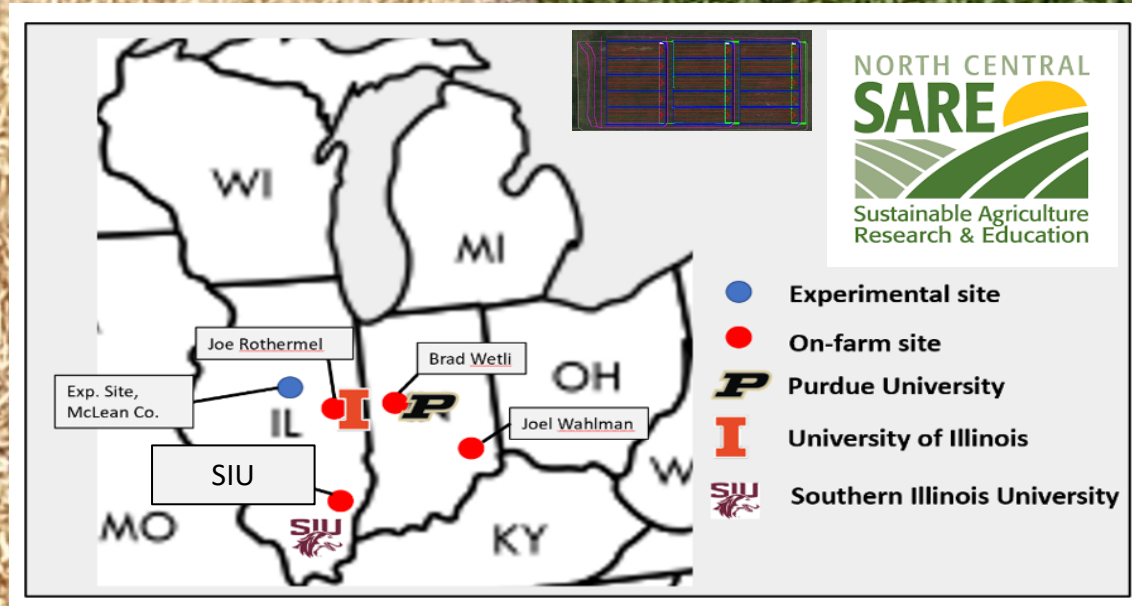 WI
MI
Joe Rothermel
Brad Wetli
Exp. Site,
McLean Co.
IL
OH
Joel Wahlman
SIU
MO
SIU
KY
W
P
I
NORTH CENTRAL
SARE
Sustainable Agriculture
Research & Education
Experimental site
On-farm site
P Purdue University
I University of Illinois
SIU Southern Illinois University